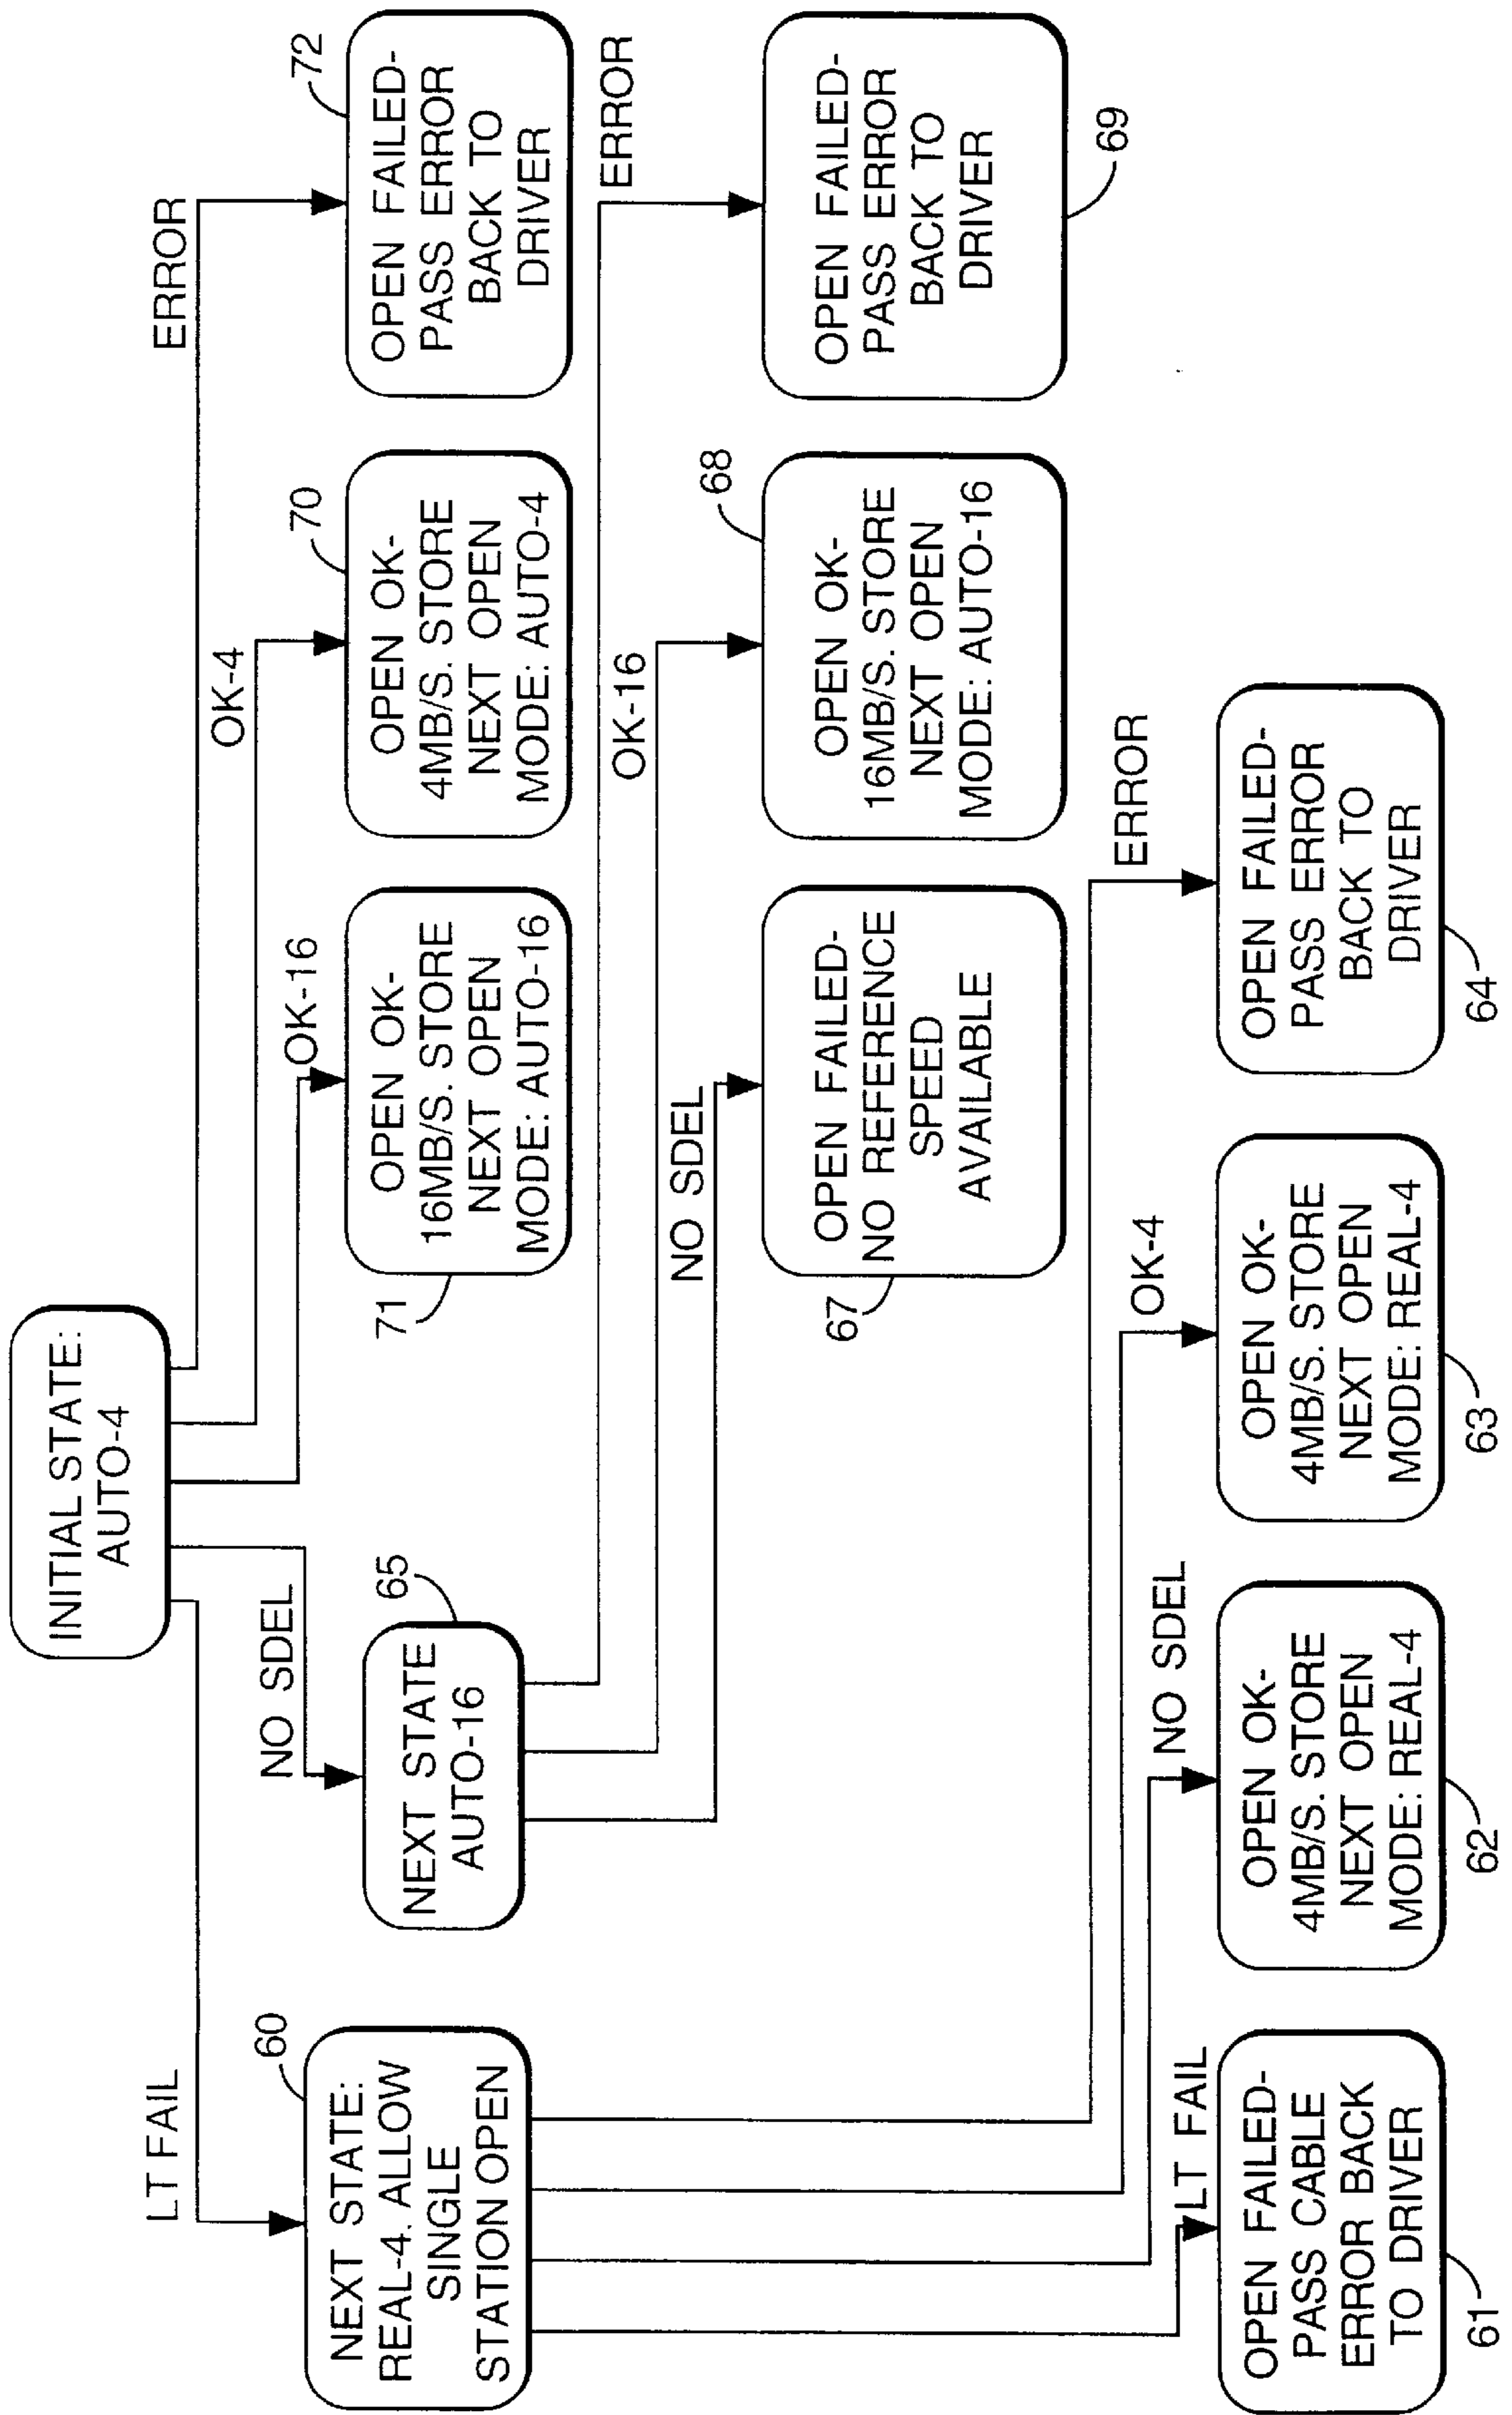 INITIAL STATE:
AUTO-4
LT FAIL
NO SDEL
OK-16
OK-4
ERROR
60
NEXT STATE:
REAL-4. ALLOW
SINGLE
STATION OPEN
65
NEXT STATE
AUTO-16
71
OPEN OK-
16MB/S. STORE
NEXT OPEN
MODE: AUTO-16
70
OPEN OK-
4MB/S. STORE
NEXT OPEN
MODE: AUTO-4
72
OPEN FAILED-
PASS ERROR
BACK TO
DRIVER
NO SDEL
OK-16
ERROR
67
OPEN FAILED-
NO REFERENCE
SPEED
AVAILABLE
68
OPEN OK-
16MB/S. STORE
NEXT OPEN
MODE: AUTO-16
OPEN FAILED-
PASS ERROR
BACK TO
DRIVER
69
LT FAIL
NO SDEL
OK-4
ERROR
OPEN FAILED-
PASS CABLE
ERROR BACK
TO DRIVER
61
OPEN OK-
4MB/S. STORE
NEXT OPEN
MODE: REAL-4
62
OPEN OK-
4MB/S. STORE
NEXT OPEN
MODE: REAL-4
63
OPEN FAILED-
PASS ERROR
BACK TO
DRIVER
64